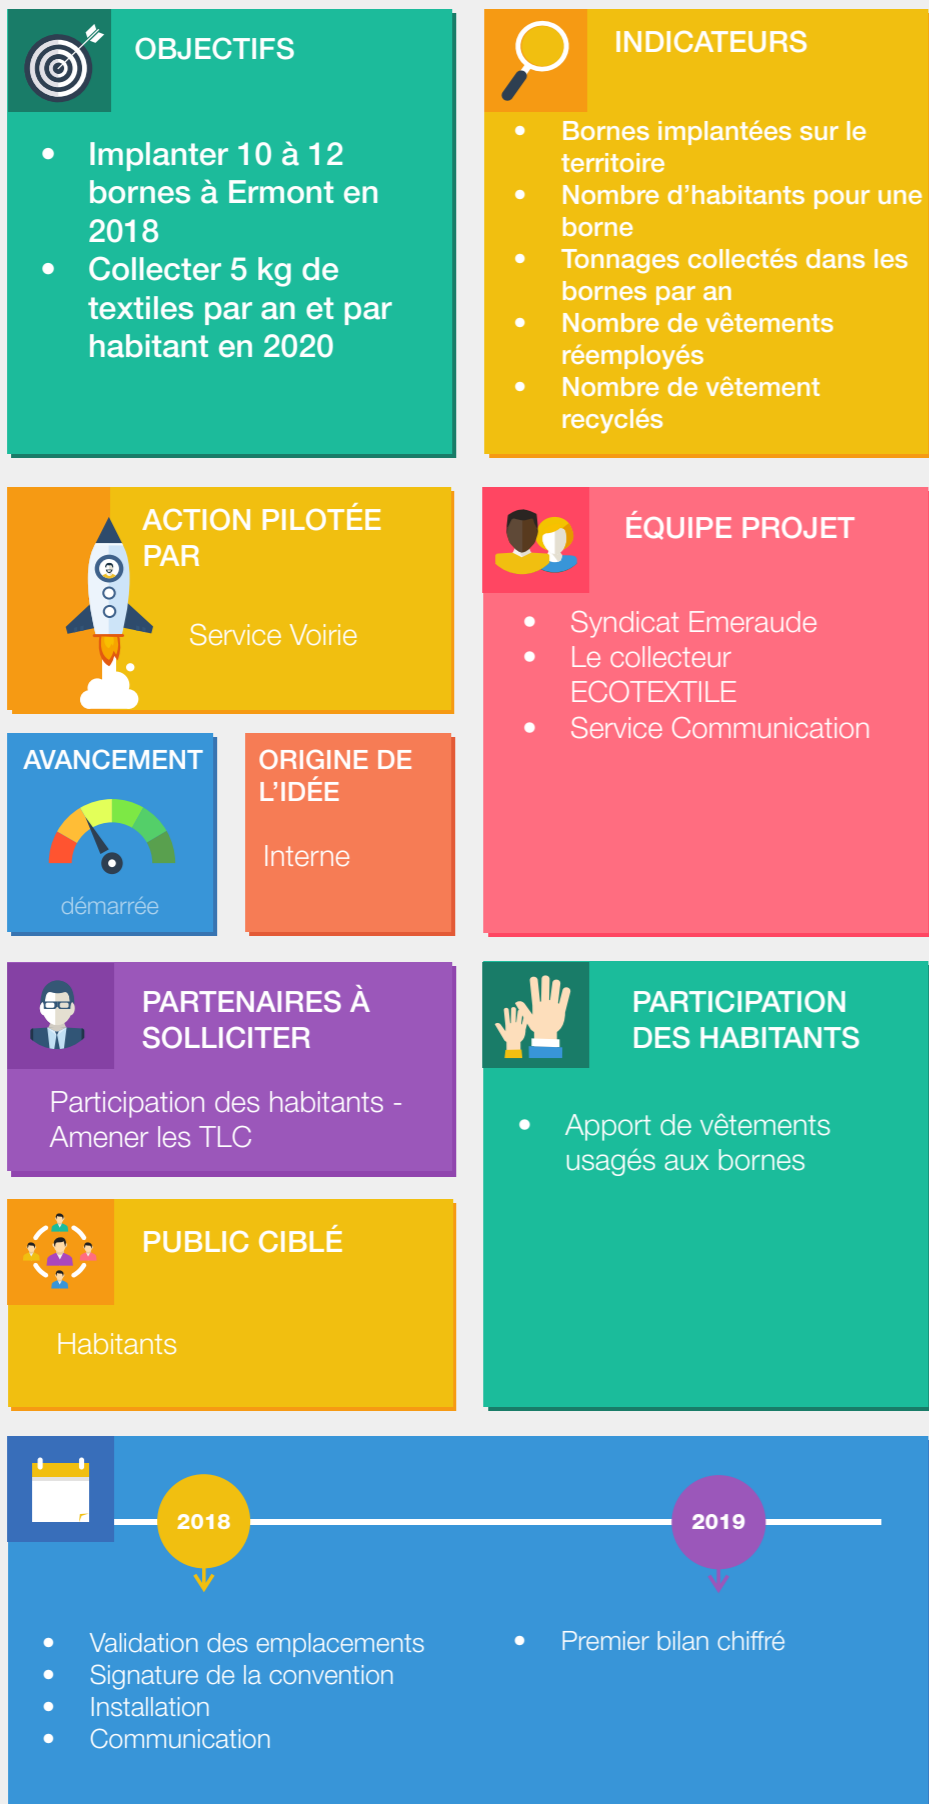 OBJECTIFS
• Implanter 10 à 12
bornes à Ermont en
2018
• Collecter 5 kg de
textiles par an et par
habitant en 2020
INDICATEURS
• Bornes implantées sur le
territoire
• Nombre d'habitants pour une
borne
• Tonnages collectés dans les
bornes par an
• Nombre de vêtements
réemployés
• Nombre de vêtement
recyclés
ACTION PILOTÉE
PAR
Service Voirie
ÉQUIPE PROJET
• Syndicat Emeraude
• Le collecteur
ECOTEXTILE
• Service Communication
AVANCEMENT
démarrée
ORIGINE DE
L'IDÉE
Interne
PARTENAIRES À
SOLLICITER
Participation des habitants -
Amener les TLC
PARTICIPATION
DES HABITANTS
• Apport de vêtements
usagés aux bornes
PUBLIC CIBLÉ
Habitants
2018
• Validation des emplacements
• Signature de la convention
• Installation
• Communication
2019
• Premier bilan chiffré